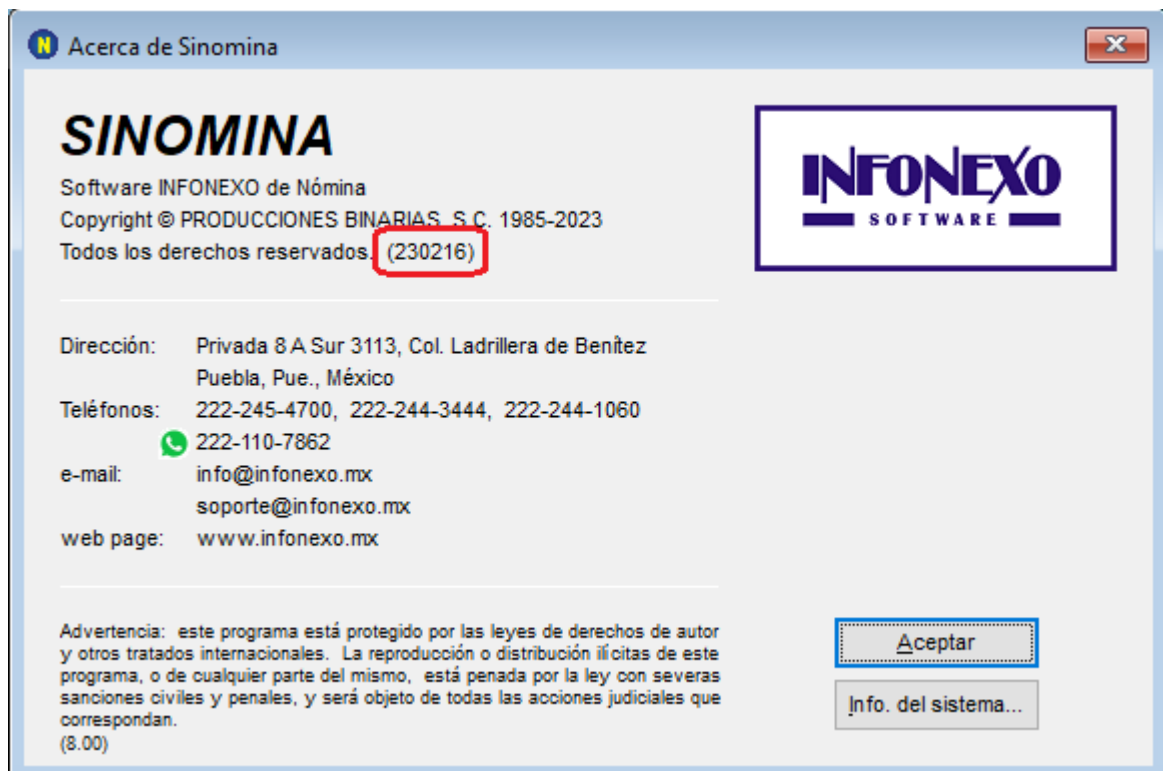 Acerca de Sinomina
SINOMINA
Software INFONEXO de Nómina
Copyright © PRODUCCIONES BINARIAS, S.C. 1985-2023
Todos los derechos reservados. (230216)
INFONEXO
SOFTWARE
Dirección: Privada 8 A Sur 3113, Col. Ladrillera de Benítez
Puebla, Pue., México
Teléfonos: 222-245-4700, 222-244-3444, 222-244-1060
222-110-7862
e-mail: info@infonexo.mx
soporte@infonexo.mx
web page: www.infonexo.mx
Advertencia: este programa está protegido por las leyes de derechos de autor
y otros tratados internacionales. La reproducción o distribución ilícitas de este
programa, o de cualquier parte del mismo, está penada por la ley con severas
sanciones civiles y penales, y será objeto de todas las acciones judiciales que
correspondan.
(8.00)
Aceptar
Info. del sistema...